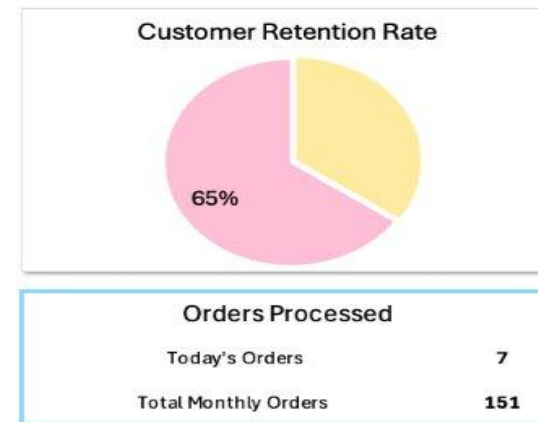 Customer Retention Rate
65%
Orders Processed
Today's Orders 7
Total Monthly Orders 151